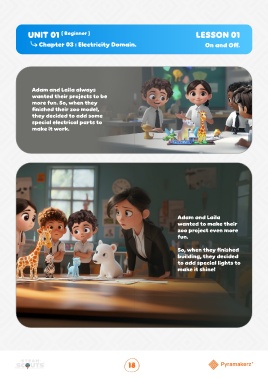 UNIT 01 [ Beginner ]
Chapter 03 : Electricity Domain.
LESSON 01
On and Off.
Adam and Laila always
wanted their projects to be
more fun. So, when they
finished their zoo model,
they decided to add some
special electrical parts to
make it work.
Adam and Laila
wanted to make their
zoo project even more
fun.
So, when they finished
building, they decided
to add special lights to
make it shine!
18
Pyramakerz